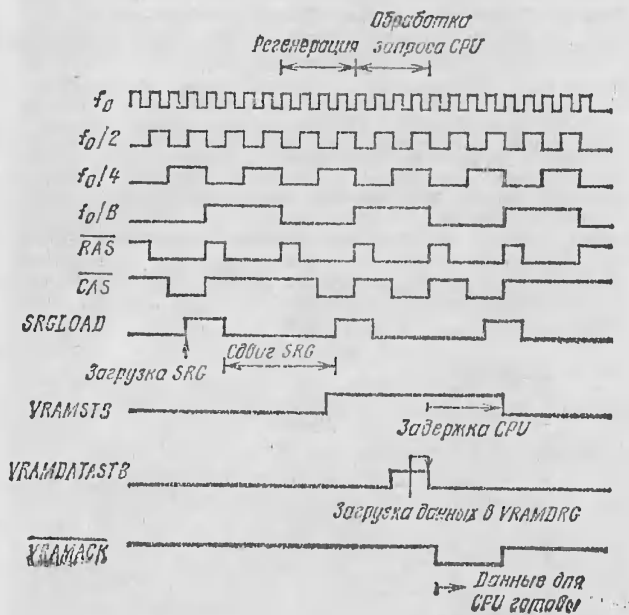 Обработка
Регенерация запроса CPU
f₀
f₀/2
f₀/4
f₀/8
RAS
CAS
SRGLOAD
Сдвиг SRG
Загрузка SRG
VRAMSTB
Задержка CPU
VRAMDATASTB
Загрузка данных в VRAMDRG
VRAMACK
Данные для
CPU готовы